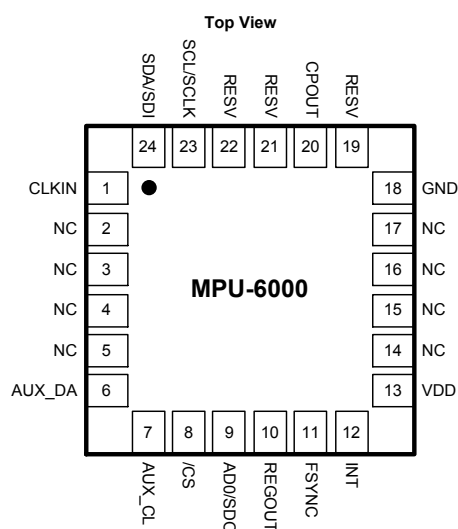 Top View
SDA/SDI
SCL/SCLK
RESV
RESV
CPOUT
RESV
24 23 22 21 20 19
CLKIN 1 18 GND
NC 2 17 NC
NC 3 16 NC
MPU-6000
NC 4 15 NC
NC 5 14 NC
AUX_DA 6 13 VDD
7 8 9 10 11 12
AUX_CL
/CS
REGOUT
FSYNC
INT